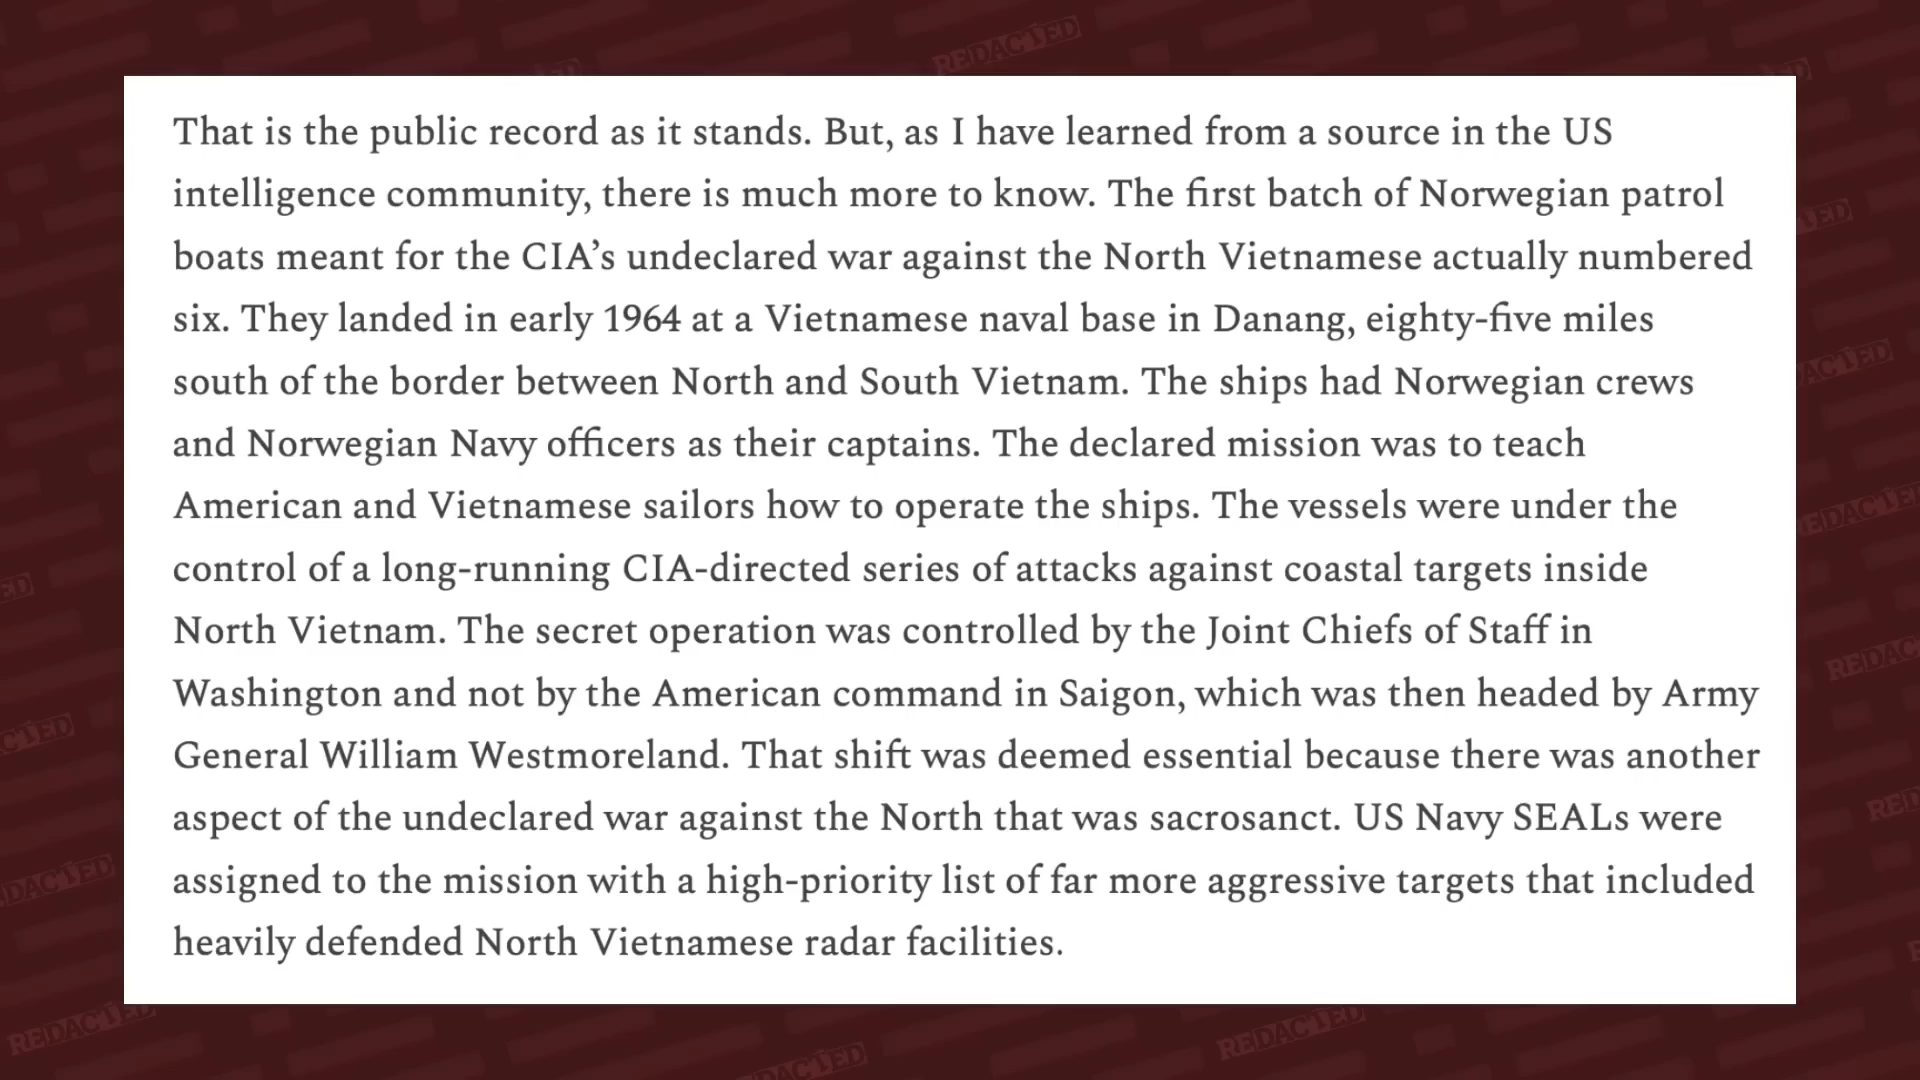 REDACTED
That is the public record as it stands. But, as I have learned from a source in the US
intelligence community, there is much more to know. The first batch of Norwegian patrol
boats meant for the CIA’s undeclared war against the North Vietnamese actually numbered
six. They landed in early 1964 at a Vietnamese naval base in Danang, eighty-five miles
south of the border between North and South Vietnam. The ships had Norwegian crews
and Norwegian Navy officers as their captains. The declared mission was to teach
American and Vietnamese sailors how to operate the ships. The vessels were under the
control of a long-running CIA-directed series of attacks against coastal targets inside
North Vietnam. The secret operation was controlled by the Joint Chiefs of Staff in
Washington and not by the American command in Saigon, which was then headed by Army
General William Westmoreland. That shift was deemed essential because there was another
aspect of the undeclared war against the North that was sacrosanct. US Navy SEALs were
assigned to the mission with a high-priority list of far more aggressive targets that included
heavily defended North Vietnamese radar facilities.
REDACTED
REDACTED